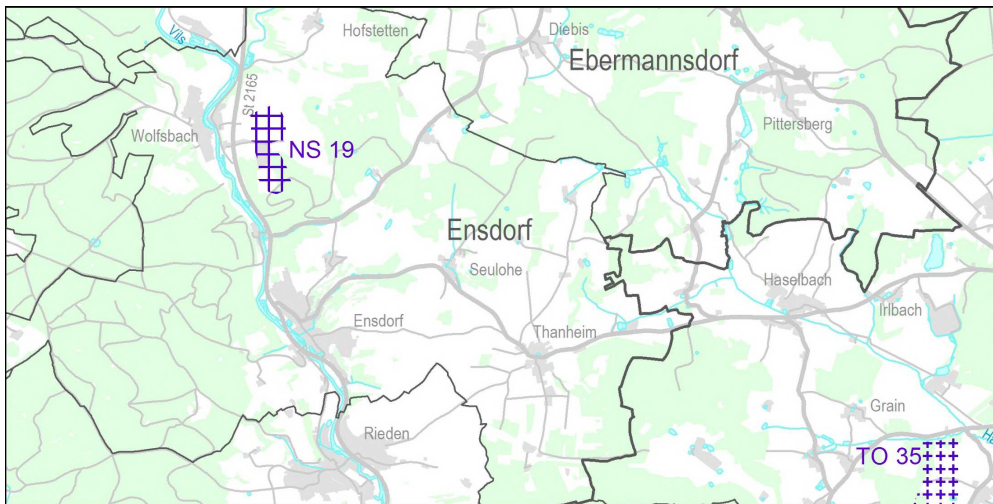 Vils
Hofstetten
Diebis
Ebermannsdorf
St 2165
Wolfsbach
Pittersberg
NS 19
Ensdorf
Seulohe
Haselbach
Irlbach
Ensdorf
Thanheim
Grain
Rieden
TO 35